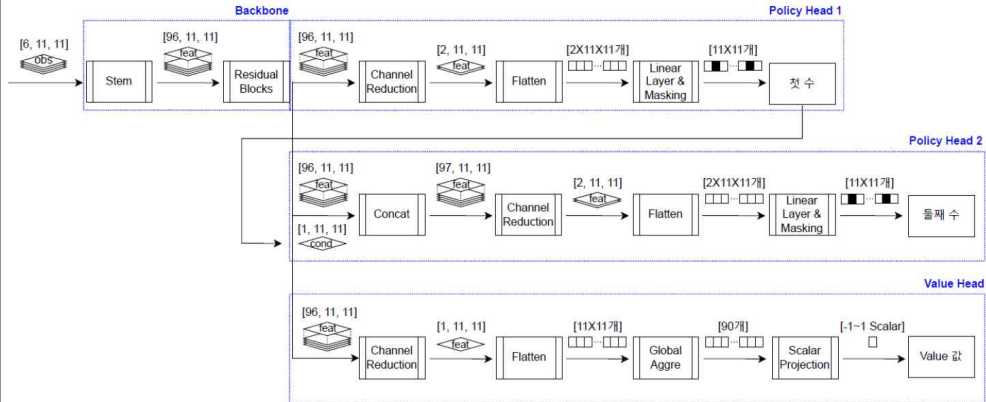 Backbone
Policy Head 1
[6, 11, 11]
obs
Stem
[96, 11, 11]
feat
Residual
Blocks
[96, 11, 11]
feat
Channel
Reduction
[2, 11, 11]
feat
Flatten
[2X11X11개]
...
Linear
Layer &
Masking
[11X11개]
...
첫 수
Policy Head 2
[96, 11, 11]
feat
[1, 11, 11]
cond
Concat
[97, 11, 11]
feat
Channel
Reduction
[2, 11, 11]
feat
Flatten
[2X11X11개]
...
Linear
Layer &
Masking
[11X11개]
...
둘째 수
Value Head
[96, 11, 11]
feat
Channel
Reduction
[1, 11, 11]
feat
Flatten
[11X11개]
...
Global
Aggre
[90개]
...
Scalar
Projection
[-1~1 Scalar]
Value 값